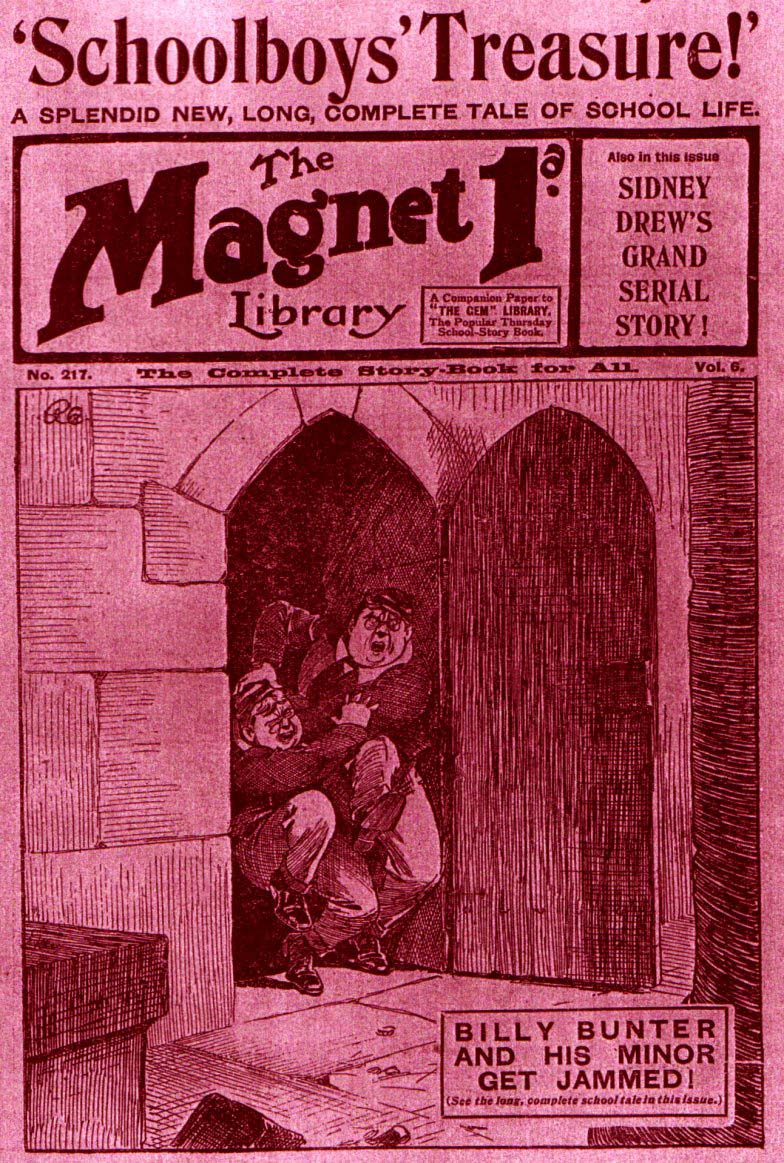 'Schoolboys' Treasure!'
A SPLENDID NEW, LONG, COMPLETE TALE OF SCHOOL LIFE.
The
Magnet 1d.
Library
A Companion Paper to
"THE GEM" LIBRARY,
The Popular Thursday
School-Story Book.
Also in this issue
SIDNEY
DREW'S
GRAND
SERIAL
STORY!
No. 217.
The Complete Story-Book for All.
Vol. 6.
BILLY BUNTER
AND HIS MINOR
GET JAMMED!
(See the long, complete school tale in this issue.)